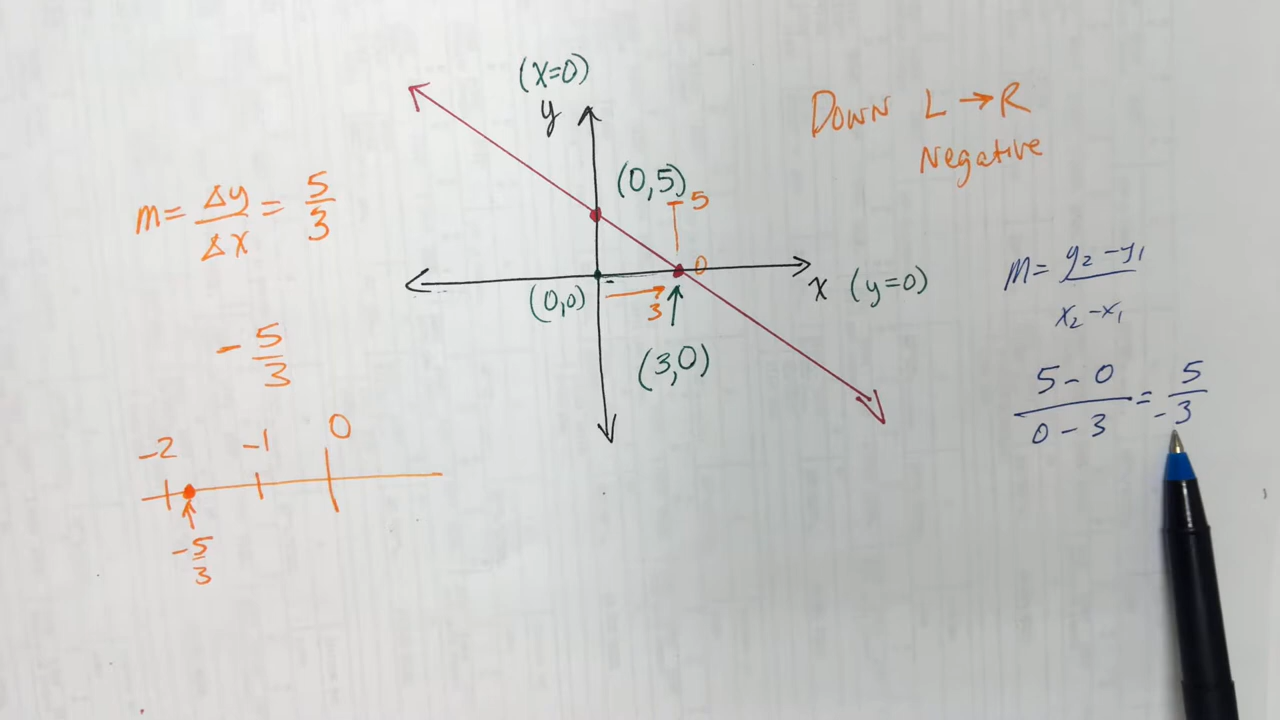 (x=0)
y
(0,5)
5
0
(0,0)
3
x (y=0)
(3,0)
m= Δy/Δx = 5/3
- 5/3
-2 -1 0
-5/3
DOWN L → R
Negative
m= y₂-y₁/x₂-x₁
5-0/0-3 = 5/-3